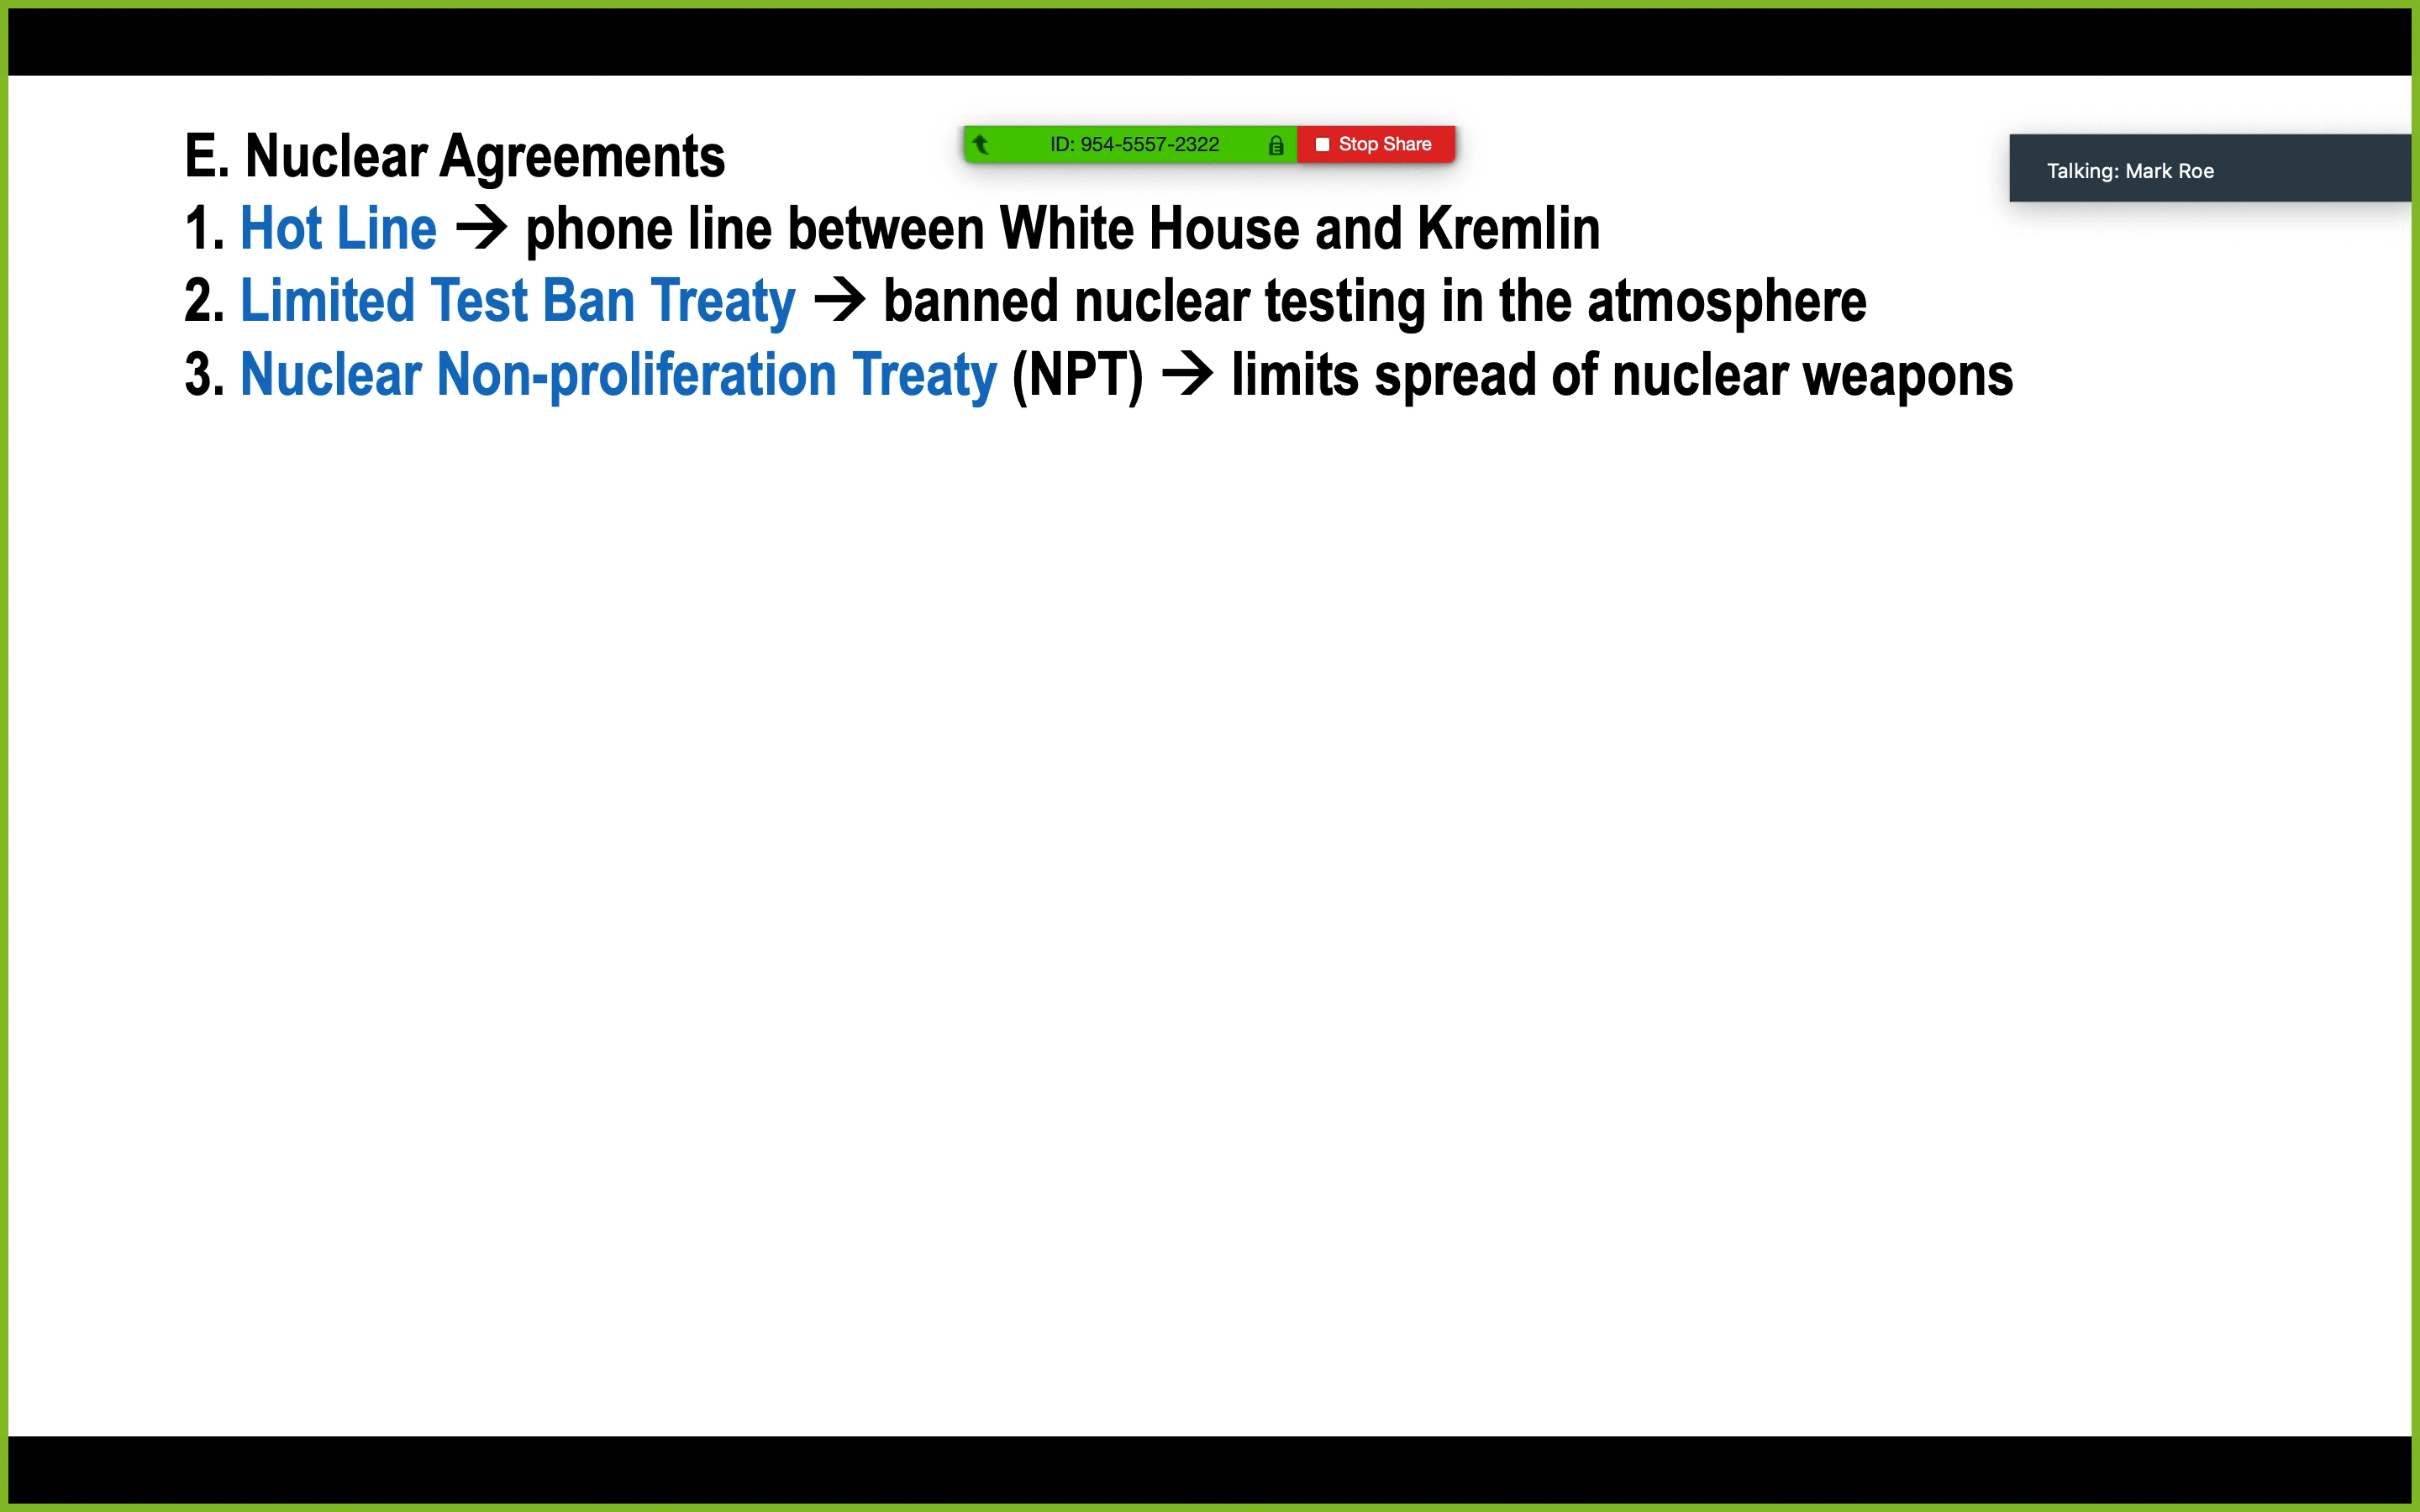 E. Nuclear Agreements
ID: 954-5557-2322
Stop Share
Talking: Mark Roe
1. Hot Line → phone line between White House and Kremlin
2. Limited Test Ban Treaty → banned nuclear testing in the atmosphere
3. Nuclear Non-proliferation Treaty (NPT) → limits spread of nuclear weapons